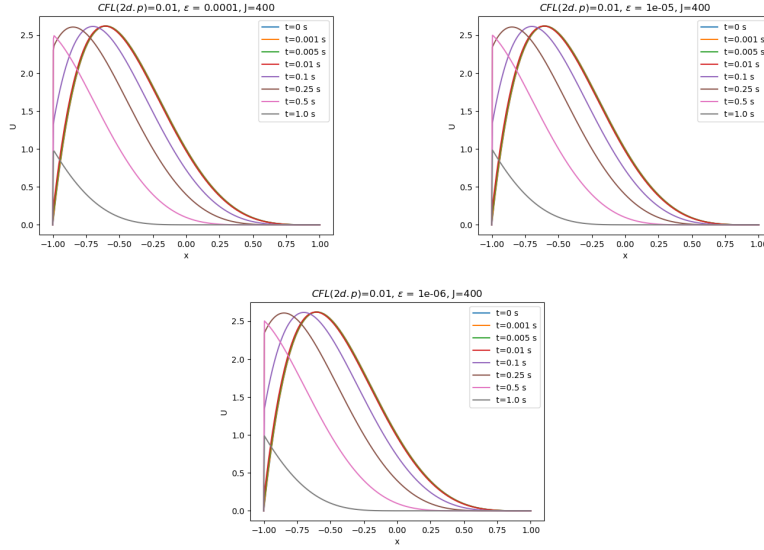 CFL(2d.p)=0.01, ε = 0.0001, J=400
2.5
2.0
1.5
1.0
0.5
0.0
U
t=0 s
t=0.001 s
t=0.005 s
t=0.01 s
t=0.1 s
t=0.25 s
t=0.5 s
t=1.0 s
−1.00 −0.75 −0.50 −0.25 0.00 0.25 0.50 0.75 1.00
x
CFL(2d.p)=0.01, ε = 1e-05, J=400
2.5
2.0
1.5
1.0
0.5
0.0
U
t=0 s
t=0.001 s
t=0.005 s
t=0.01 s
t=0.1 s
t=0.25 s
t=0.5 s
t=1.0 s
−1.00 −0.75 −0.50 −0.25 0.00 0.25 0.50 0.75 1.00
x
CFL(2d.p)=0.01, ε = 1e-06, J=400
2.5
2.0
1.5
1.0
0.5
0.0
U
t=0 s
t=0.001 s
t=0.005 s
t=0.01 s
t=0.1 s
t=0.25 s
t=0.5 s
t=1.0 s
−1.00 −0.75 −0.50 −0.25 0.00 0.25 0.50 0.75 1.00
x